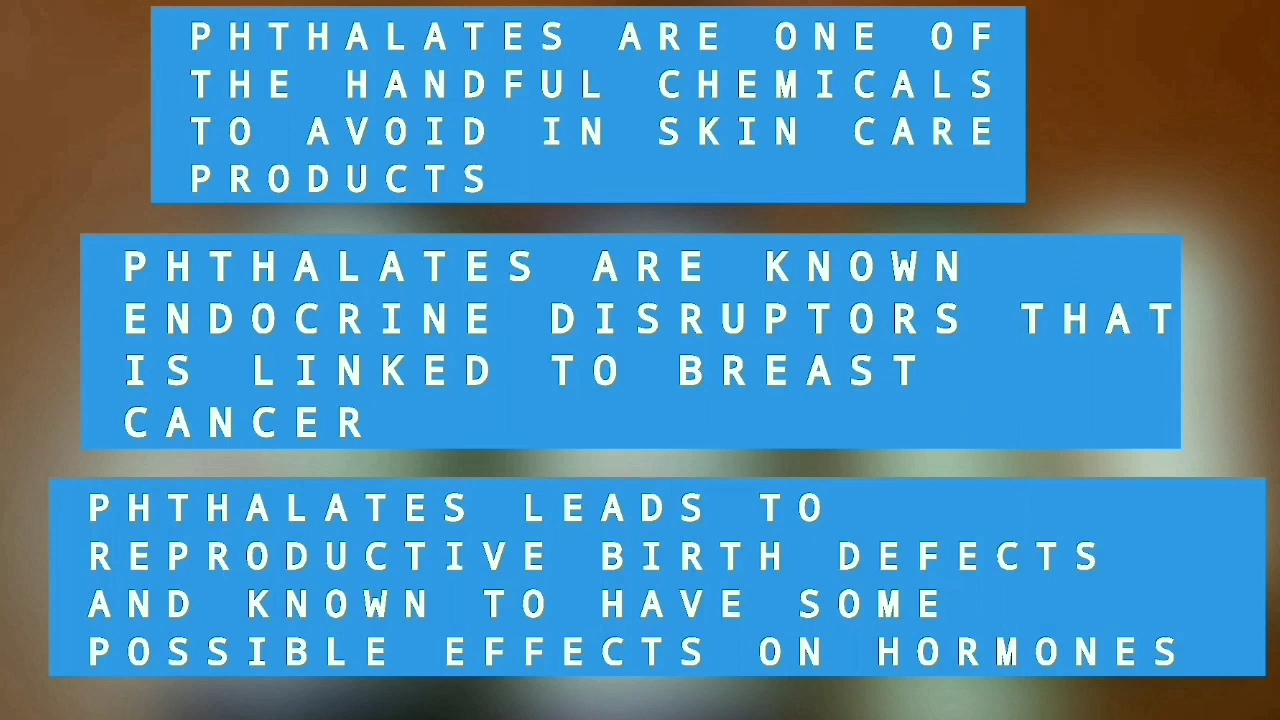 PHTHALATES ARE ONE OF
THE HANDFUL CHEMICALS
TO AVOID IN SKIN CARE
PRODUCTS
PHTHALATES ARE KNOWN
ENDOCRINE DISRUPTORS THAT
IS LINKED TO BREAST
CANCER
PHTHALATES LEADS TO
REPRODUCTIVE BIRTH DEFECTS
AND KNOWN TO HAVE SOME
POSSIBLE EFFECTS ON HORMONES